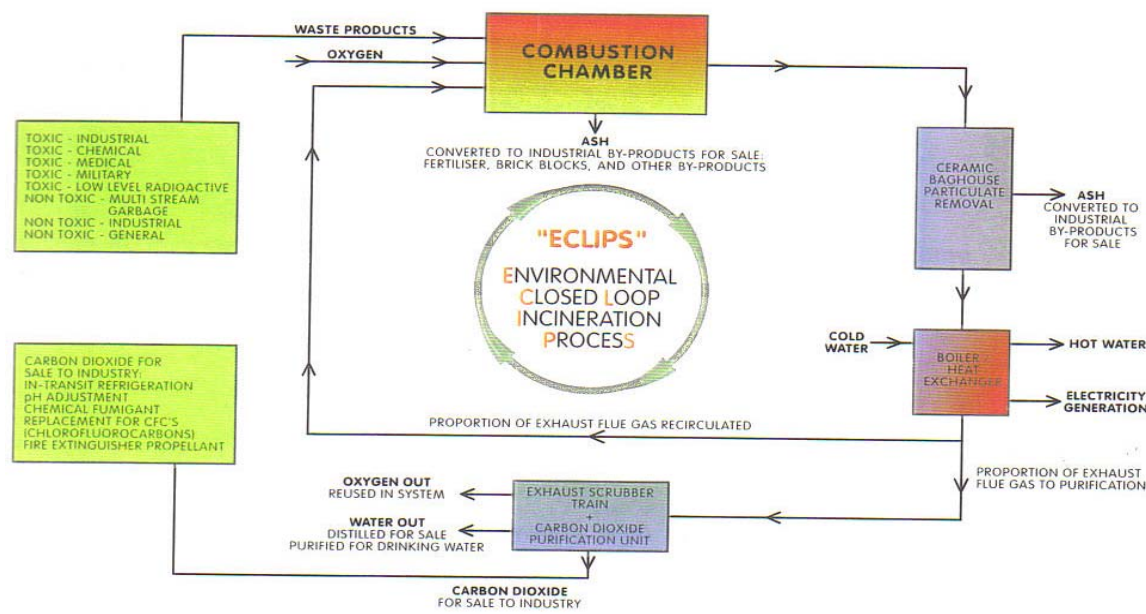 WASTE PRODUCTS
OXYGEN
COMBUSTION
CHAMBER
TOXIC - INDUSTRIAL
TOXIC - CHEMICAL
TOXIC - MEDICAL
TOXIC - MILITARY
TOXIC - LOW LEVEL RADIOACTIVE
NON TOXIC - MULTI STREAM
GARBAGE
NON TOXIC - INDUSTRIAL
NON TOXIC - GENERAL
ASH
CONVERTED TO INDUSTRIAL BY-PRODUCTS FOR SALE:
FERTILISER, BRICK BLOCKS, AND OTHER BY-PRODUCTS
CERAMIC
BAGHOUSE
PARTICULATE
REMOVAL
ASH
CONVERTED TO
INDUSTRIAL
BY-PRODUCTS
FOR SALE
"ECLIPS"
ENVIRONMENTAL
CLOSED LOOP
INCINERATION
PROCESS
COLD
WATER
BOILER -
HEAT
EXCHANGER
HOT WATER
ELECTRICITY
GENERATION
CARBON DIOXIDE FOR
SALE TO INDUSTRY:
IN-TRANSIT REFRIGERATION
pH ADJUSTMENT
CHEMICAL FUMIGANT
REPLACEMENT FOR CFC'S
(CHLOROFLUOROCARBONS)
FIRE EXTINGUISHER PROPELLANT
PROPORTION OF EXHAUST FLUE GAS RECIRCULATED
PROPORTION OF EXHAUST
FLUE GAS TO PURIFICATION
OXYGEN OUT
REUSED IN SYSTEM
WATER OUT
DISTILLED FOR SALE
PURIFIED FOR DRINKING WATER
EXHAUST SCRUBBER
TRAIN
+
CARBON DIOXIDE
PURIFICATION UNIT
CARBON DIOXIDE
FOR SALE TO INDUSTRY